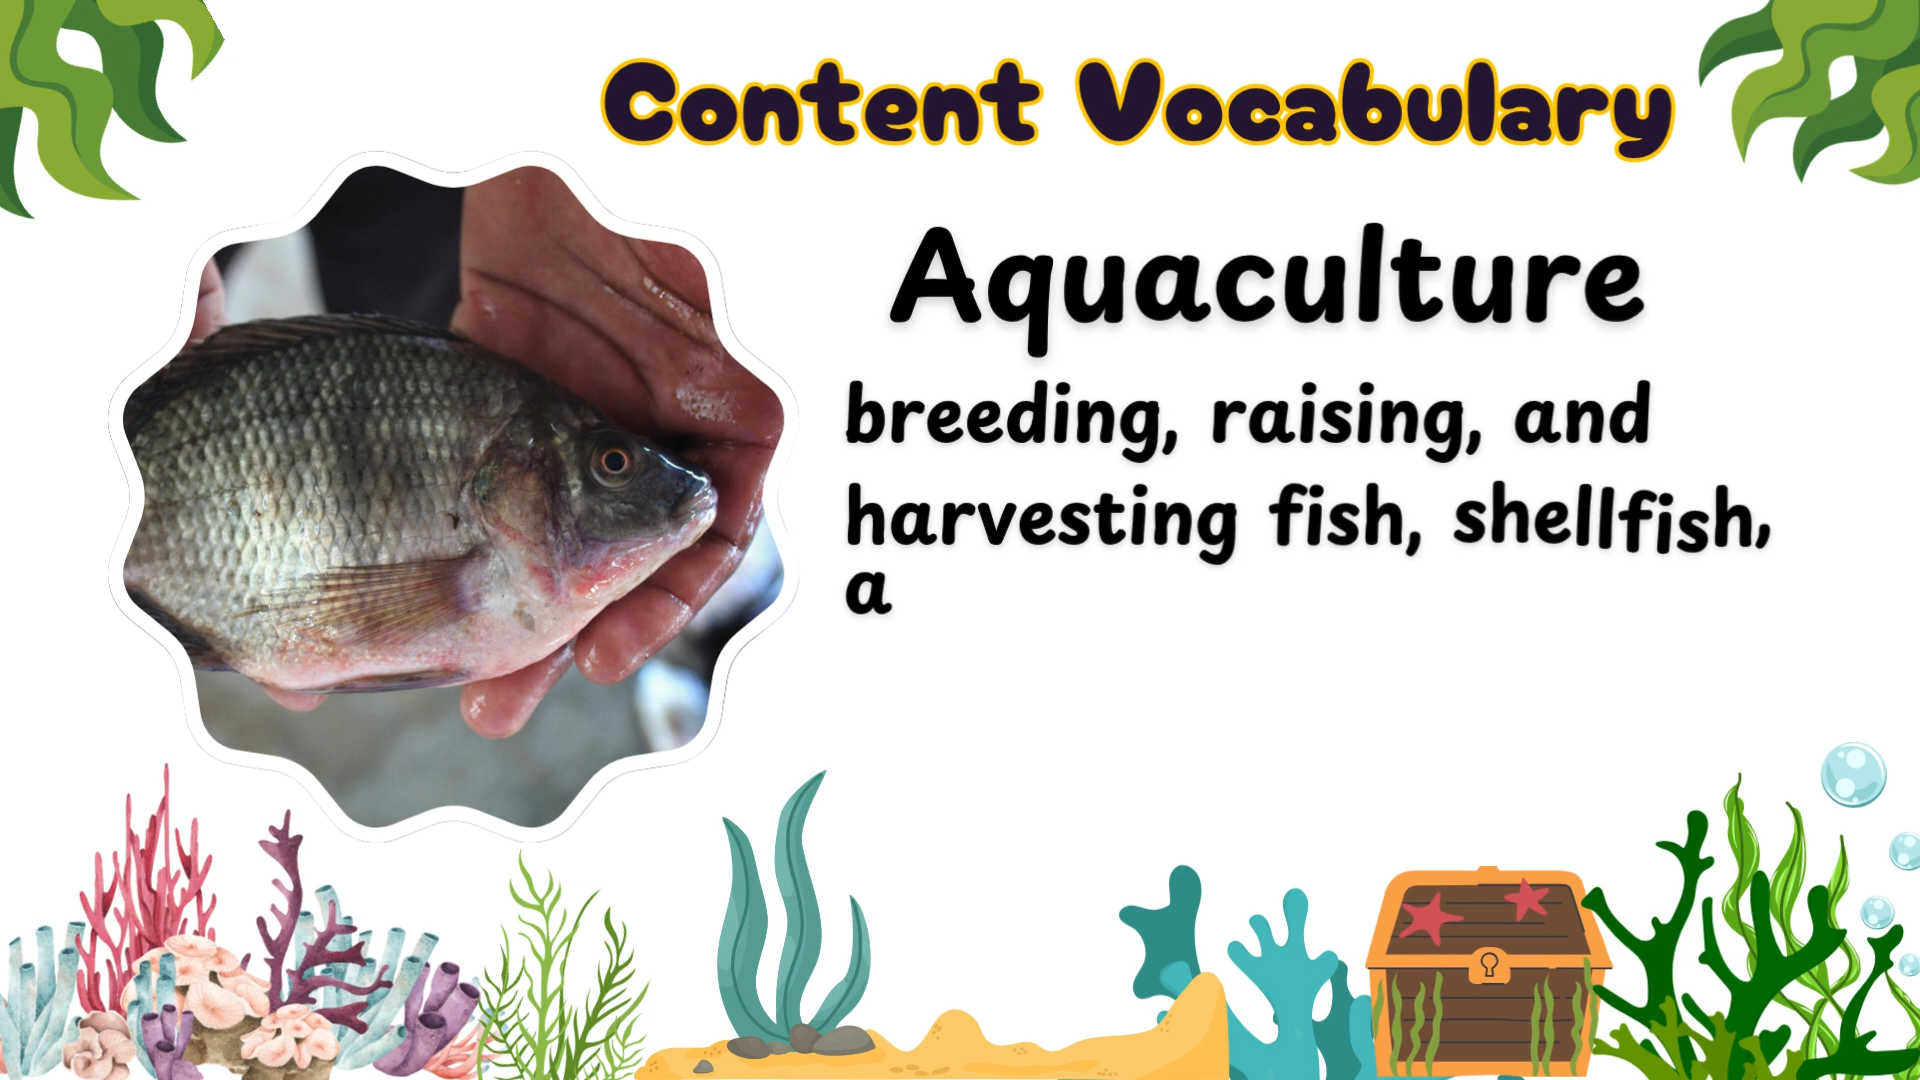 Content Vocabulary
Aquaculture
breeding, raising, and
harvesting fish, shellfish,
a